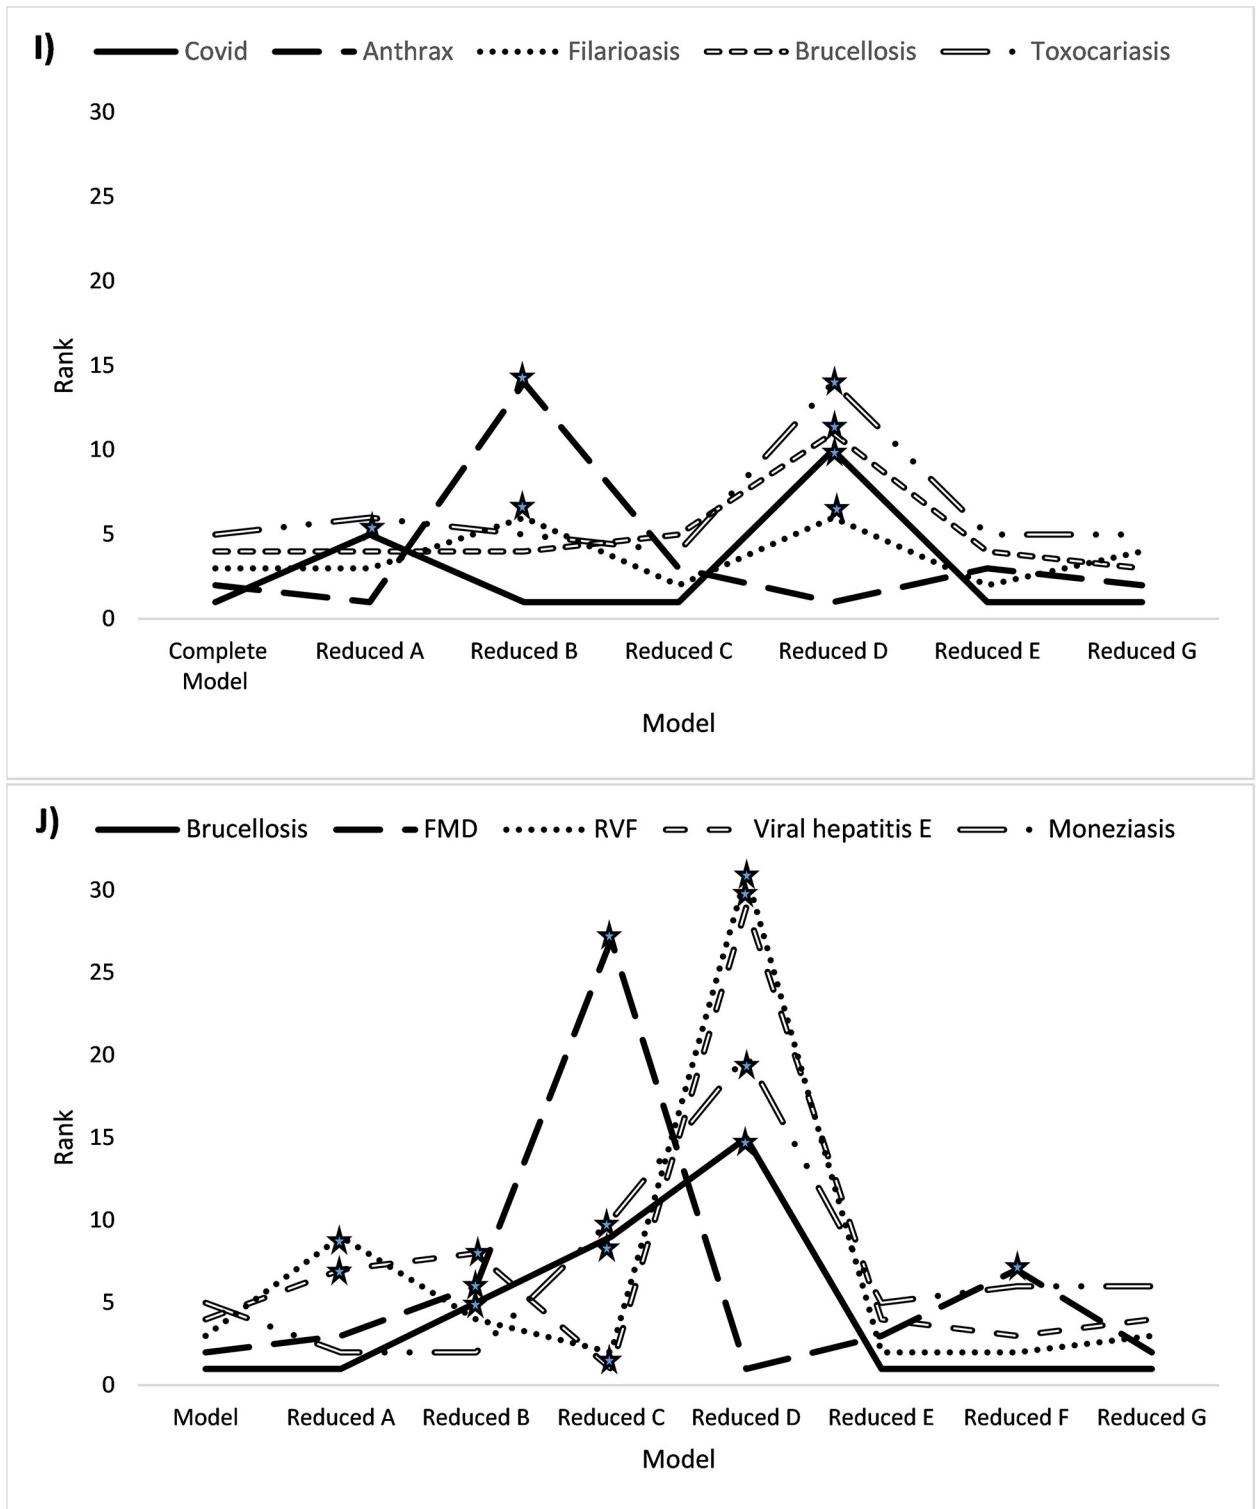 I)
Covid Anthrax Filarioasis Brucellosis Toxocariasis
30
25
20
15
10
5
0
Rank
Complete Model Reduced A Reduced B Reduced C Reduced D Reduced E Reduced G
Model
J)
Brucellosis FMD RVF Viral hepatitis E Moneziasis
30
25
20
15
10
5
0
Rank
Model Reduced A Reduced B Reduced C Reduced D Reduced E Reduced F Reduced G
Model